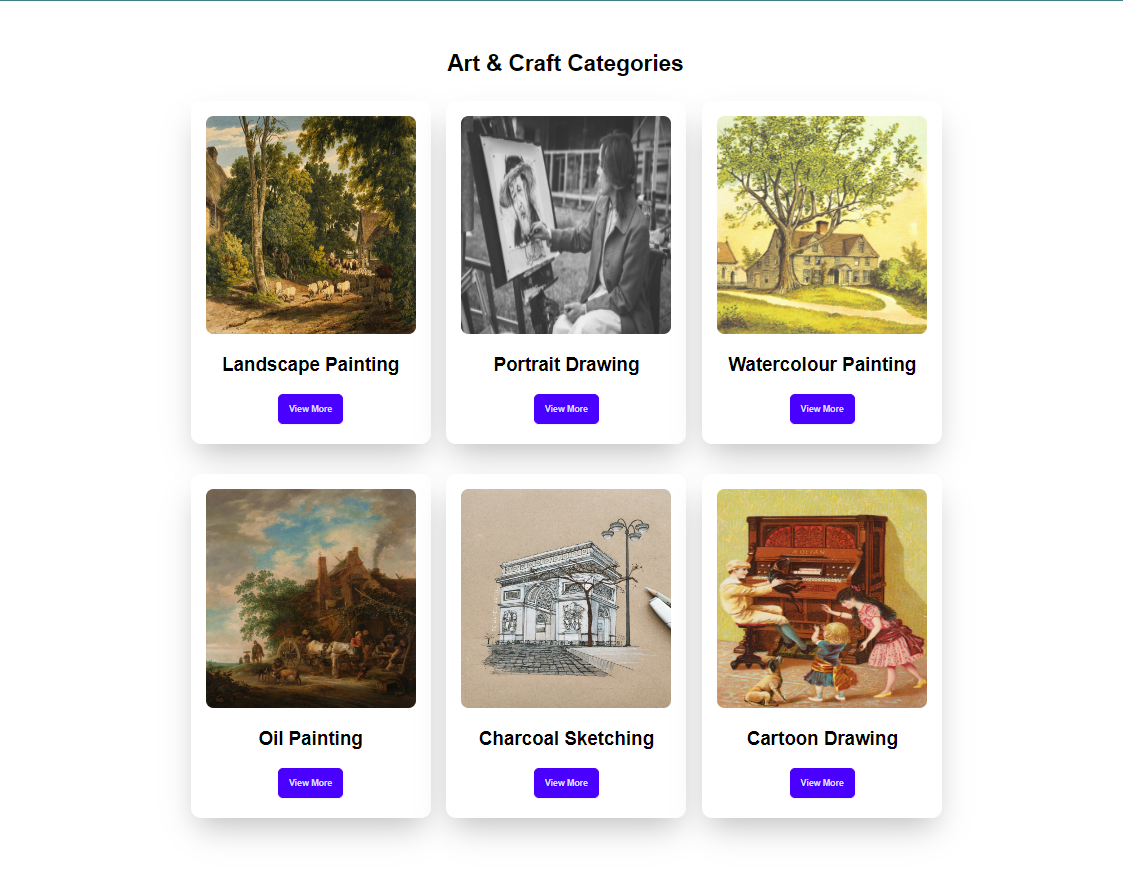 Art & Craft Categories
Landscape Painting
Portrait Drawing
Watercolour Painting
View More
View More
View More
Oil Painting
Charcoal Sketching
Cartoon Drawing
View More
View More
View More